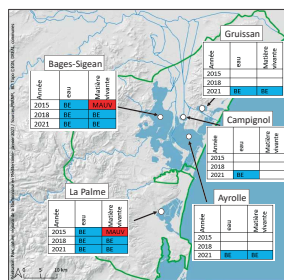 Gruissan
Année eau Matière vivante
2015
2018
2021 BE BE
Bages-Sigean
Année eau Matière vivante
2015 BE MAUV
2018 BE BE
2021 BE BE
Campignol
Année eau Matière vivante
2015
2018
2021 BE
La Palme
Année eau Matière vivante
2015 BE MAUV
2018 BE BE
2021 BE BE
Ayrolle
Année eau Matière vivante
2015
2018
2021 BE BE
0 5 10 km